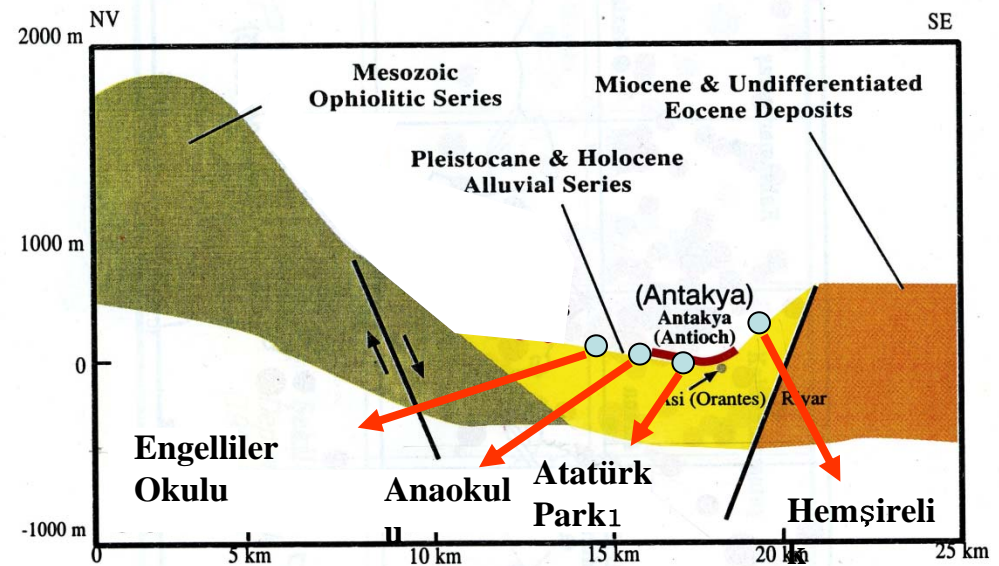 NV
SE
2000 m
Mesozoic
Ophiolitic Series
Miocene & Undifferentiated
Eocene Deposits
Pleistocane & Holocene
Alluvial Series
1000 m
(Antakya)
Antakya
(Antioch)
0
Asi (Orantes)
Engelliler
Okulu
Anaokul
Atatürk
Parkı
Hemşireli
-1000 m
0
5 km
10 km
15 km
20 km
25 km